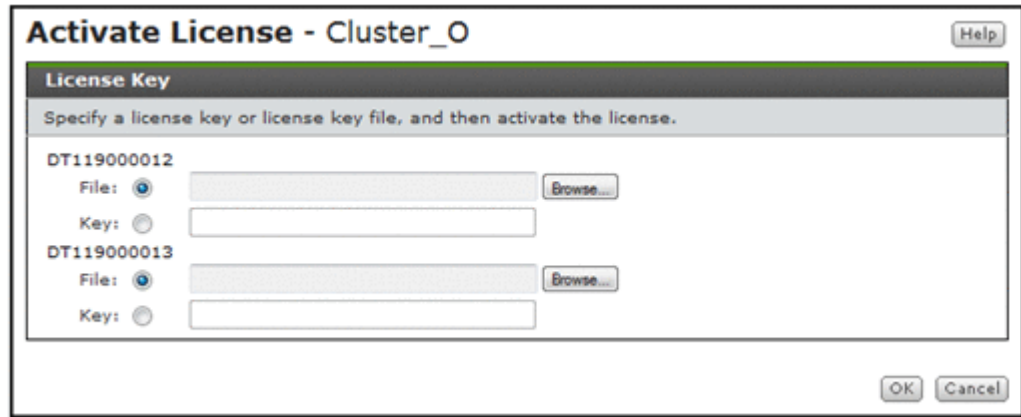 Activate License - Cluster_O
Help
License Key
Specify a license key or license key file, and then activate the license.
DT119000012
File: Browse...
Key:
DT119000013
File: Browse...
Key:
OK Cancel